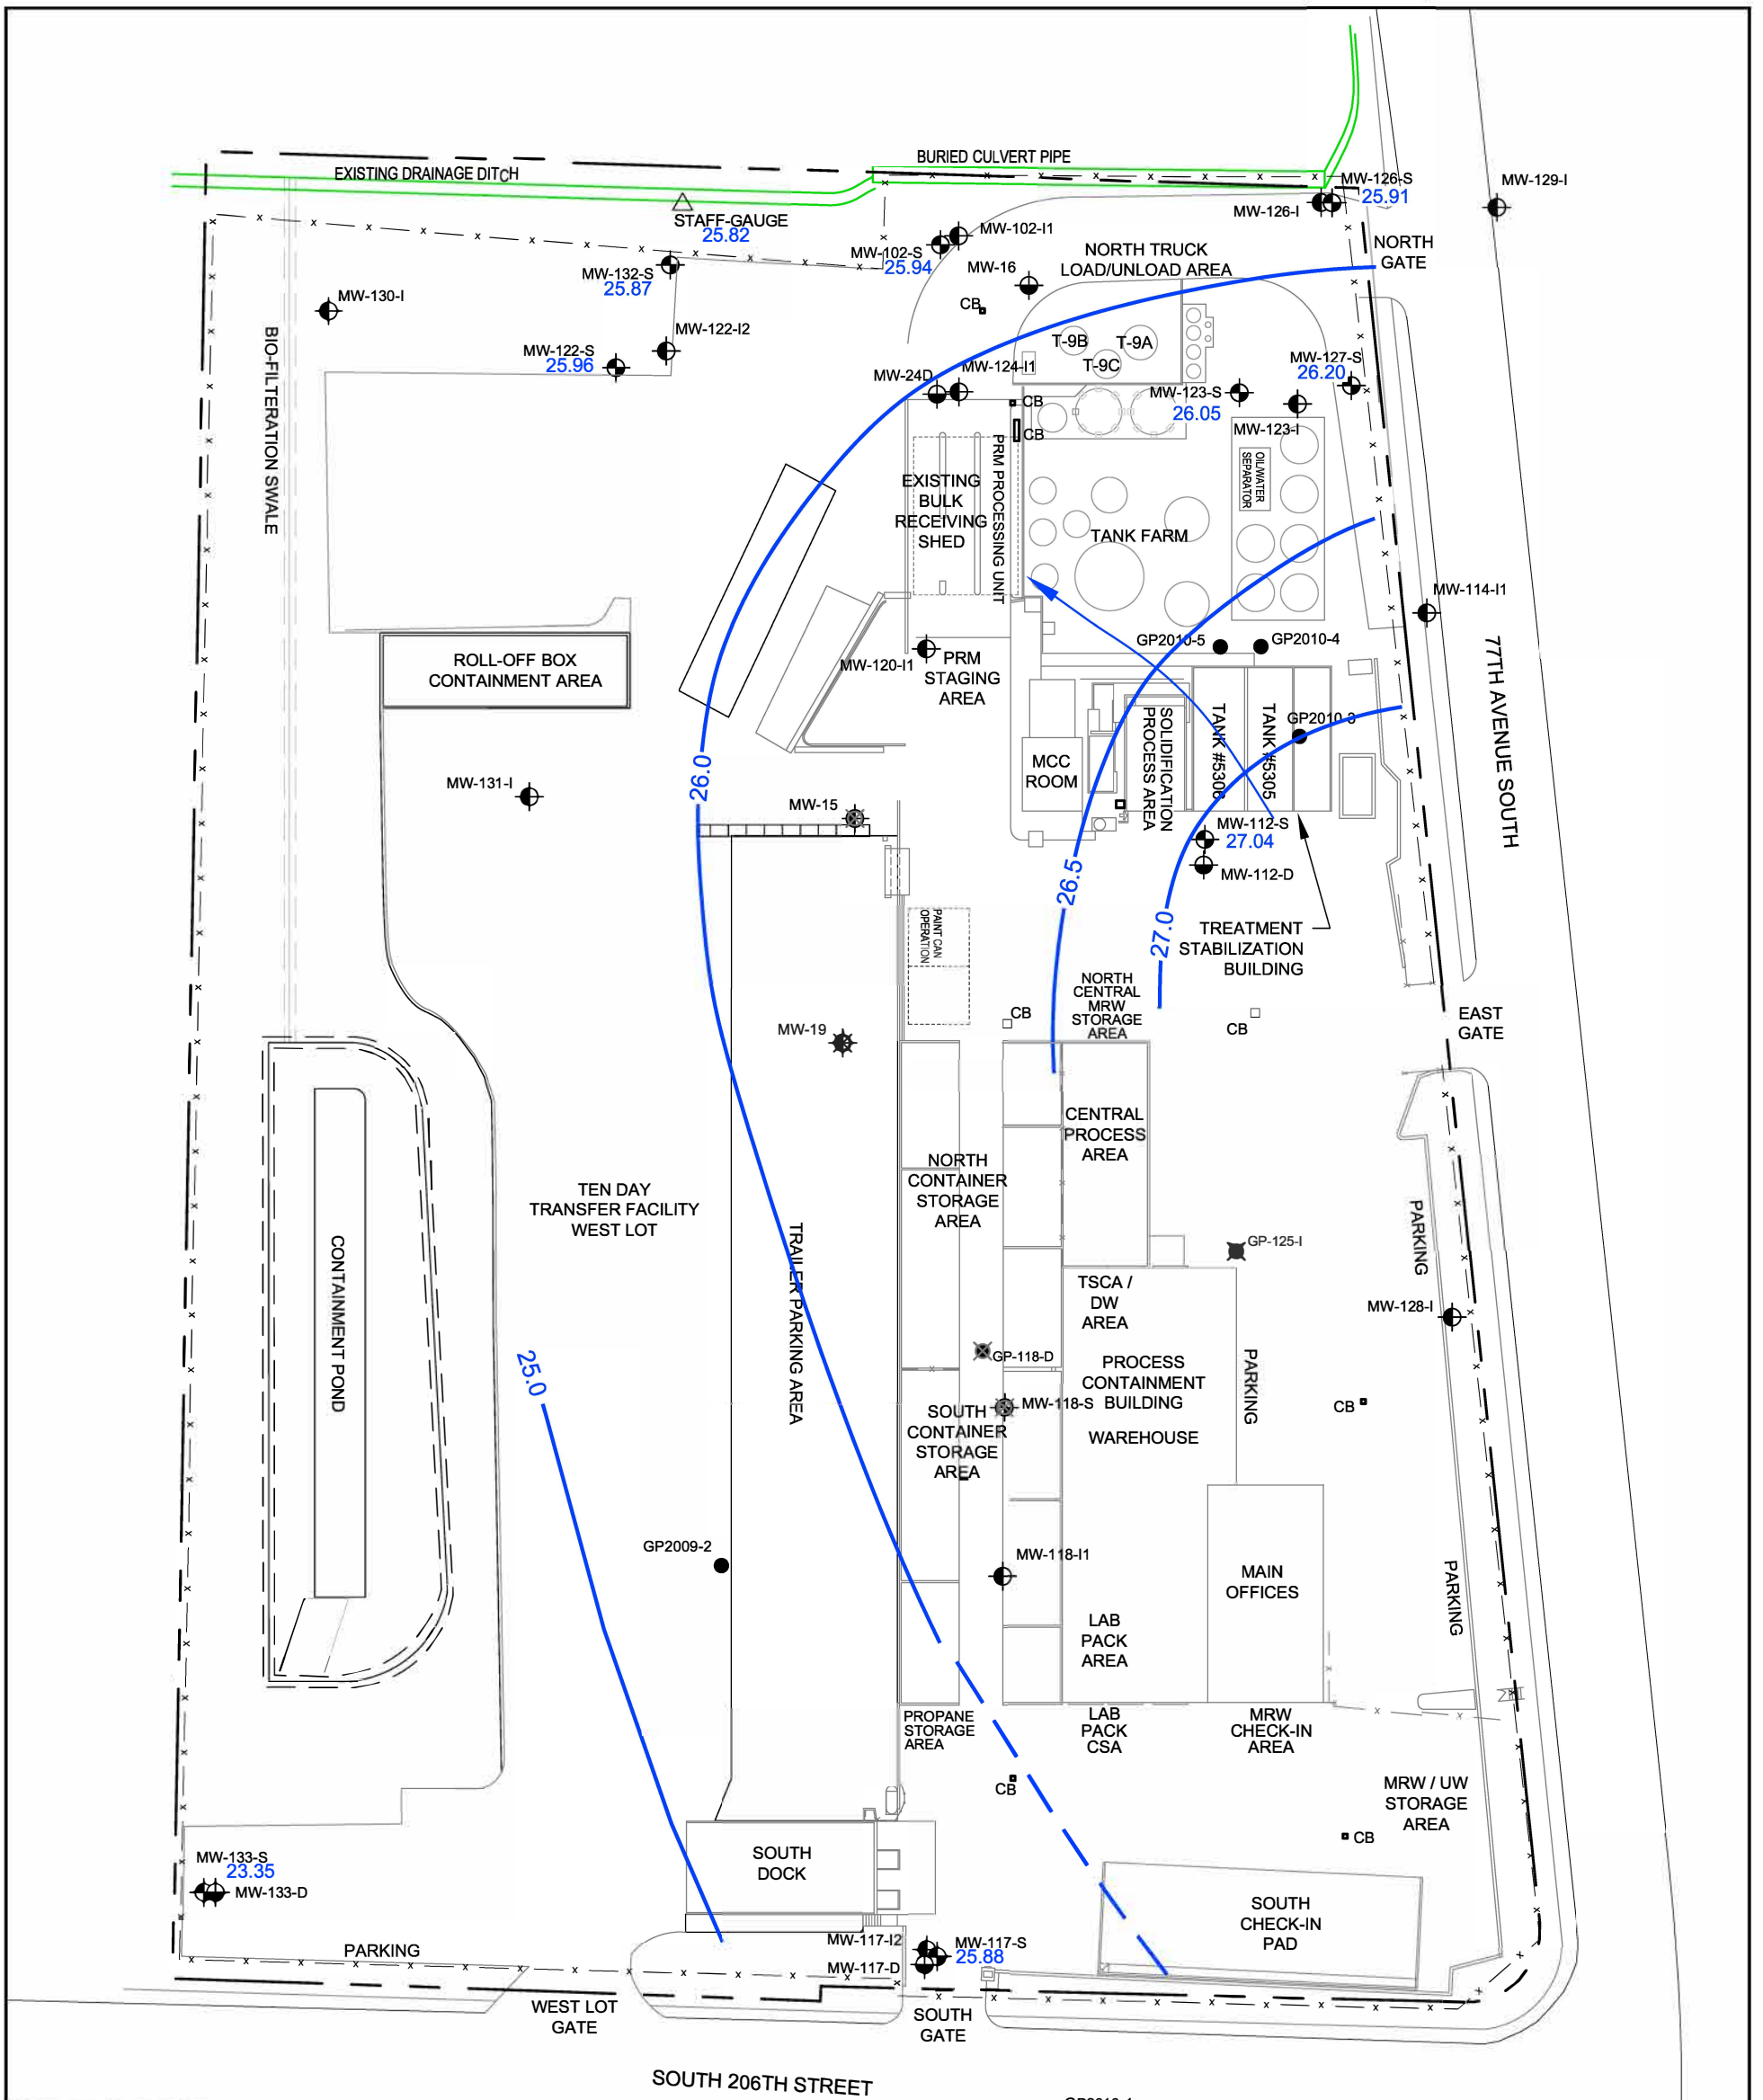 BURIED CULVERT PIPE
EXISTING DRAINAGE DITCH
MW-126-S
25.91
MW-129-I
MW-126-I
STAFF-GAUGE
25.82
MW-102-I1
MW-102-S
25.94
NORTH
GATE
NORTH TRUCK
LOAD/UNLOAD AREA
MW-16
MW-132-S
25.87
MW-130-I
CB
MW-122-I2
MW-122-S
25.96
T-9B
T-9A
T-9C
MW-127-S
26.20
MW-24D
MW-124-I1
MW-123-S
26.05
CB
CB
MW-123-I
BIO-FILTERATION SWALE
PRM PROCESSING UNIT
OIL/WATER
SEPARATOR
EXISTING
BULK
RECEIVING
SHED
TANK FARM
MW-114-I1
GP2010-5
GP2010-4
77TH AVENUE SOUTH
ROLL-OFF BOX
CONTAINMENT AREA
MW-120-I1
PRM
STAGING
AREA
SOLIDIFICATION
PROCESS AREA
TANK #5306
TANK #5305
GP2010-3
MCC
ROOM
26.0
MW-131-I
MW-15
MW-112-S
27.04
MW-112-D
26.5
27.0
PAINT CAN
OPERATION
TREATMENT
STABILIZATION
BUILDING
NORTH
CENTRAL
MRW
STORAGE
AREA
CB
CB
EAST
GATE
MW-19
CENTRAL
PROCESS
AREA
NORTH
CONTAINER
STORAGE
AREA
TEN DAY
TRANSFER FACILITY
WEST LOT
TRAILER PARKING AREA
CONTAINMENT POND
PARKING
GP-125-I
TSCA /
DW
AREA
MW-128-I
GP-118-D
PROCESS
CONTAINMENT
BUILDING
PARKING
25.0
MW-118-S
CB
SOUTH
CONTAINER
STORAGE
AREA
WAREHOUSE
GP2009-2
MW-118-I1
MAIN
OFFICES
PARKING
LAB
PACK
AREA
PROPANE
STORAGE
AREA
LAB
PACK
CSA
MRW
CHECK-IN
AREA
CB
MRW / UW
STORAGE
AREA
CB
SOUTH
DOCK
MW-133-S
23.35
MW-133-D
SOUTH
CHECK-IN
PAD
MW-117-I2
MW-117-S
25.88
MW-117-D
PARKING
WEST LOT
GATE
SOUTH
GATE
SOUTH 206TH STREET